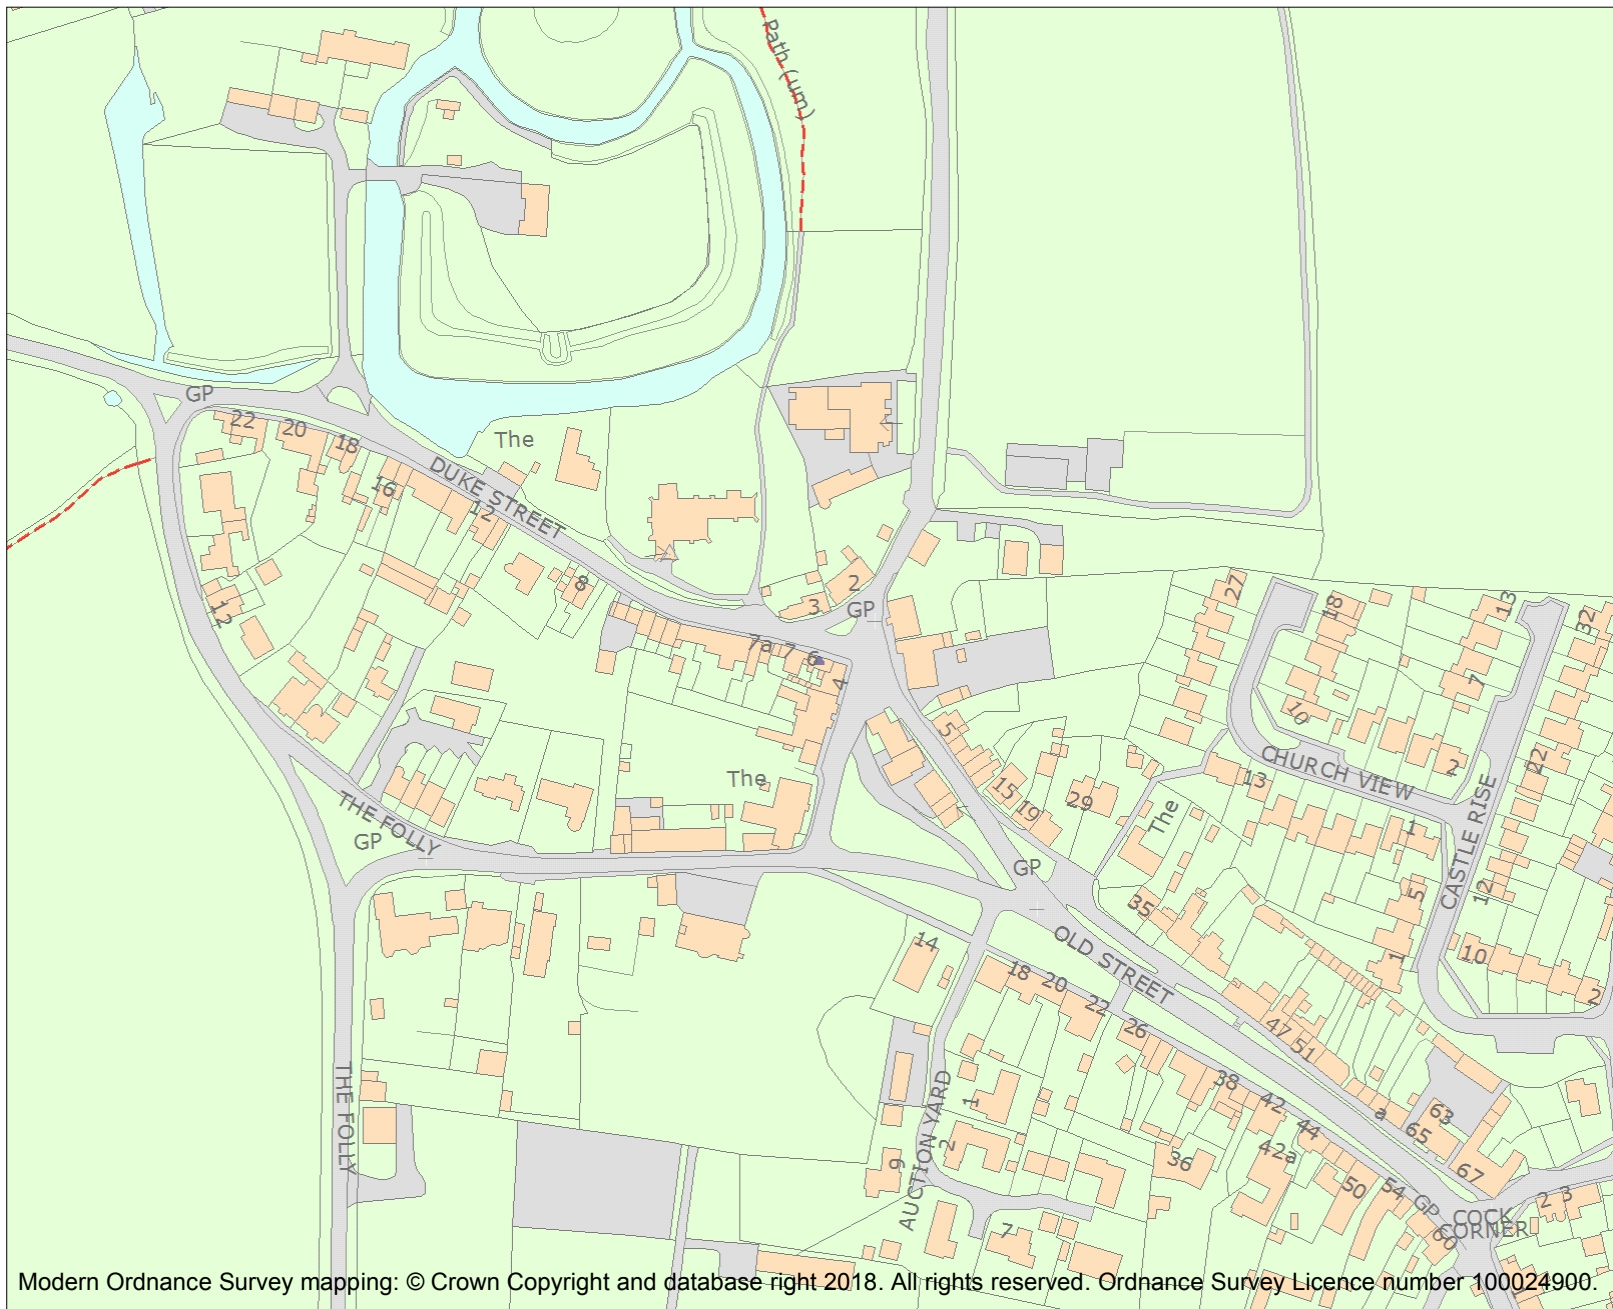 Path (um)
GP
22
20
18
The
16
DUKE STREET
12
8
2
3
GP
12
7a
7
6
4
27
18
13
32
7
10
5
The
CHURCH VIEW
2
22
13
15
19
29
The
1
CASTLE RISE
THE FOLLY
GP
GP
12
5
35
14
OLD STREET
1
10
2
18
20
22
26
47
51
THE FOLLY
38
42
44
a
63
65
1
AUCTION YARD
2
9
36
42a
50
54
67
GP
2
3
COCK
CORNER
60
7
Modern Ordnance Survey mapping: © Crown Copyright and database right 2018. All rights reserved. Ordnance Survey Licence number 100024900.